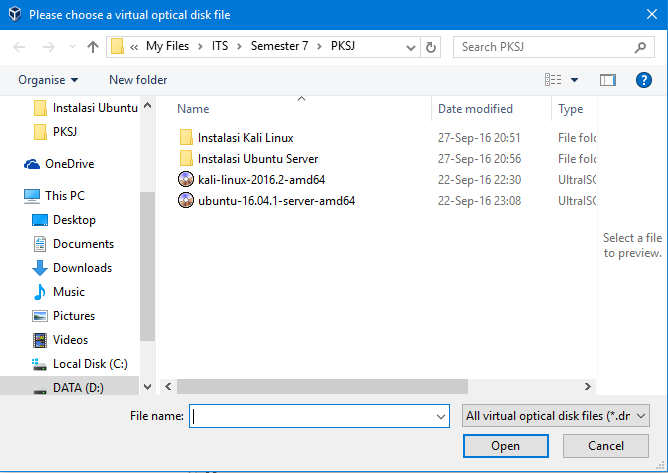 Please choose a virtual optical disk file
« My Files › ITS › Semester 7 › PKSJ
Search PKSJ
Organise
New folder
Instalasi Ubuntu
PKSJ
OneDrive
This PC
Desktop
Documents
Downloads
Music
Pictures
Videos
Local Disk (C:)
DATA (D:)
Name Date modified Type
Instalasi Kali Linux 27-Sep-16 20:51 File fold
Instalasi Ubuntu Server 27-Sep-16 20:56 File fold
kali-linux-2016.2-amd64 22-Sep-16 22:30 UltraISO
ubuntu-16.04.1-server-amd64 22-Sep-16 23:08 UltraISO
Select a file
to preview.
File name:
All virtual optical disk files (*.dr
Open
Cancel